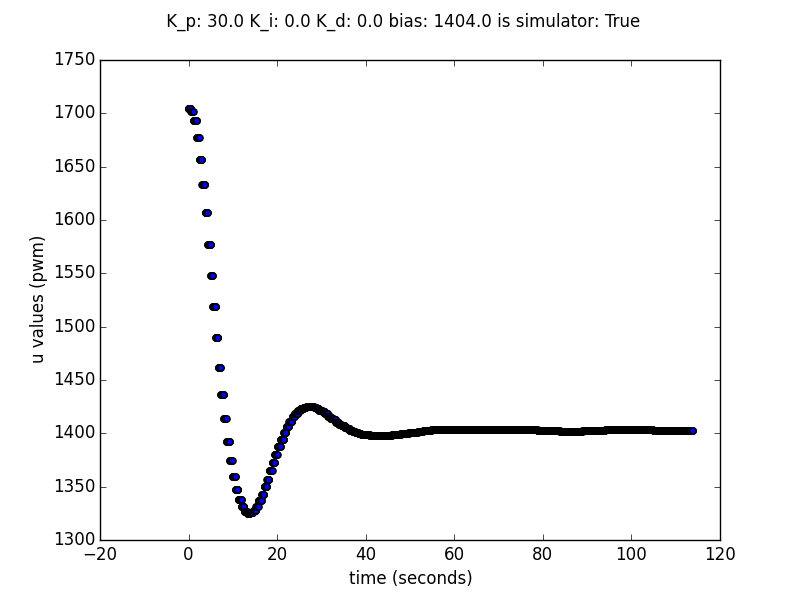 K_p: 30.0 K_i: 0.0 K_d: 0.0 bias: 1404.0 is simulator: True
1750
1700
1650
1600
1550
1500
1450
1400
1350
1300
u values (pwm)
−20 0 20 40 60 80 100 120
time (seconds)